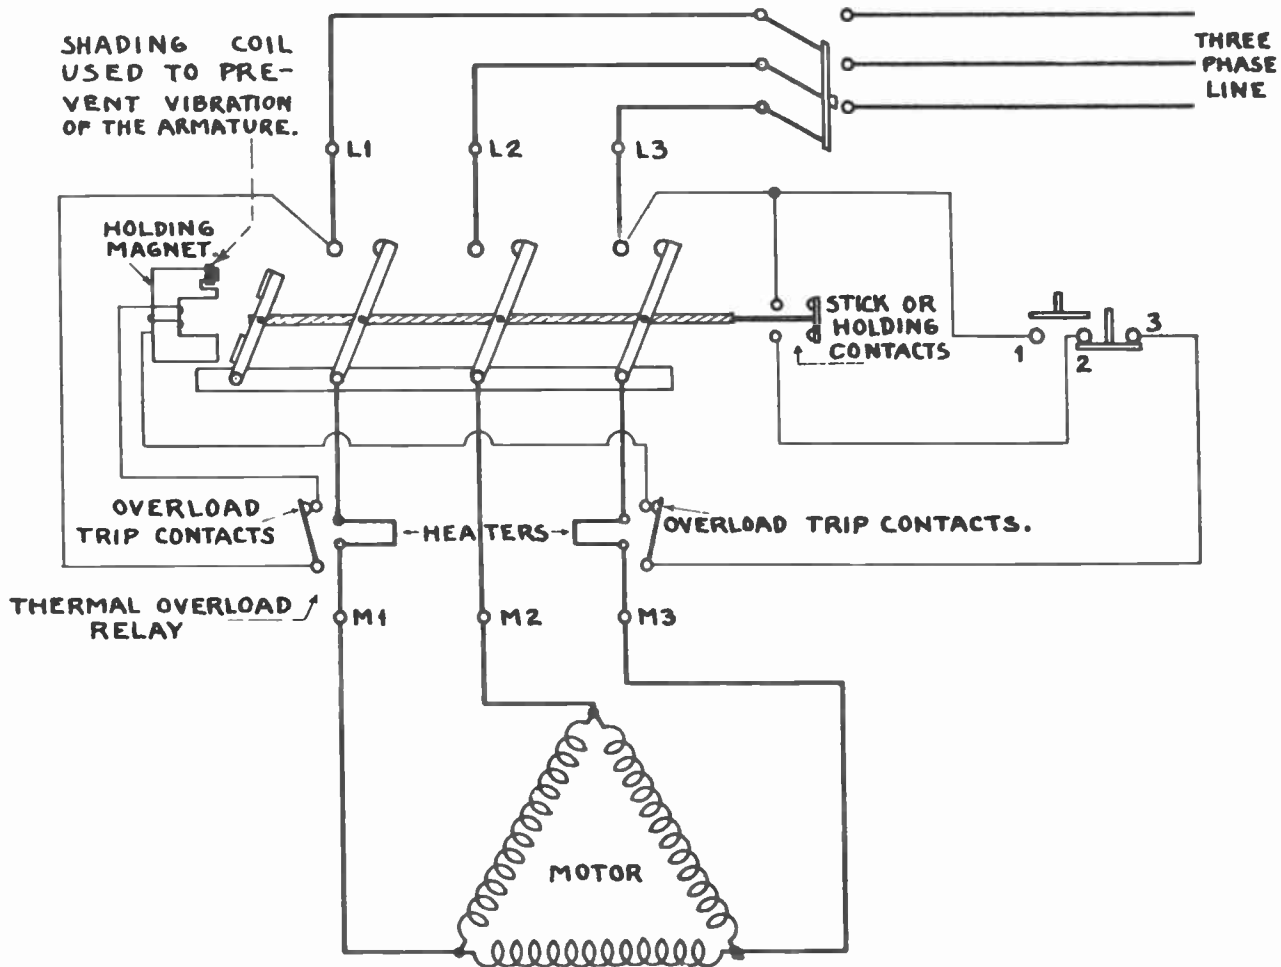 SHADING COIL
USED TO PRE-
VENT VIBRATION
OF THE ARMATURE.
THREE
PHASE
LINE
L1
L2
L3
HOLDING
MAGNET.
STICK OR
HOLDING
CONTACTS
1
2
3
OVERLOAD
TRIP CONTACTS
HEATERS
OVERLOAD TRIP CONTACTS.
THERMAL OVERLOAD
RELAY
M1
M2
M3
MOTOR